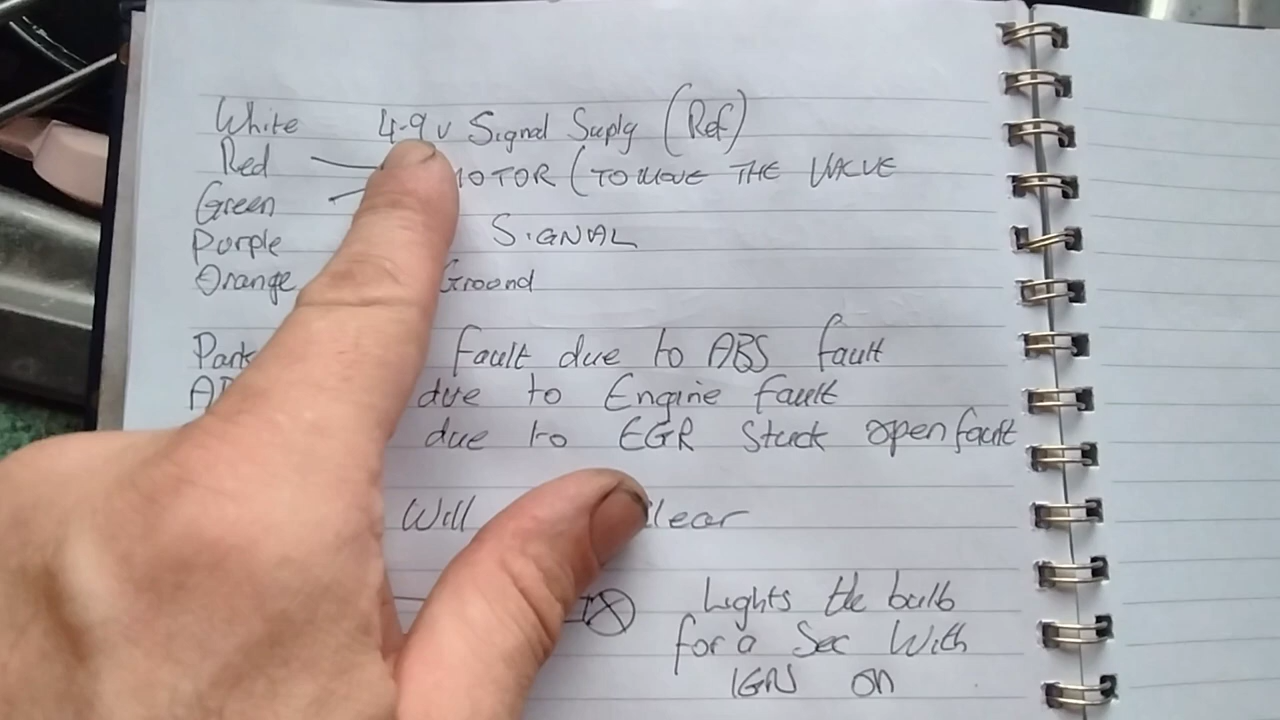 White 4.9v Signal Suply (Ref)
Red MOTOR (TO MOVE THE VALVE
Green
Purple SIGNAL
Orange Ground
fault due to ABS fault
due to Engine fault
due to EGR Stuck open fault
Will
Lights the bulb
for a Sec With
IGN on